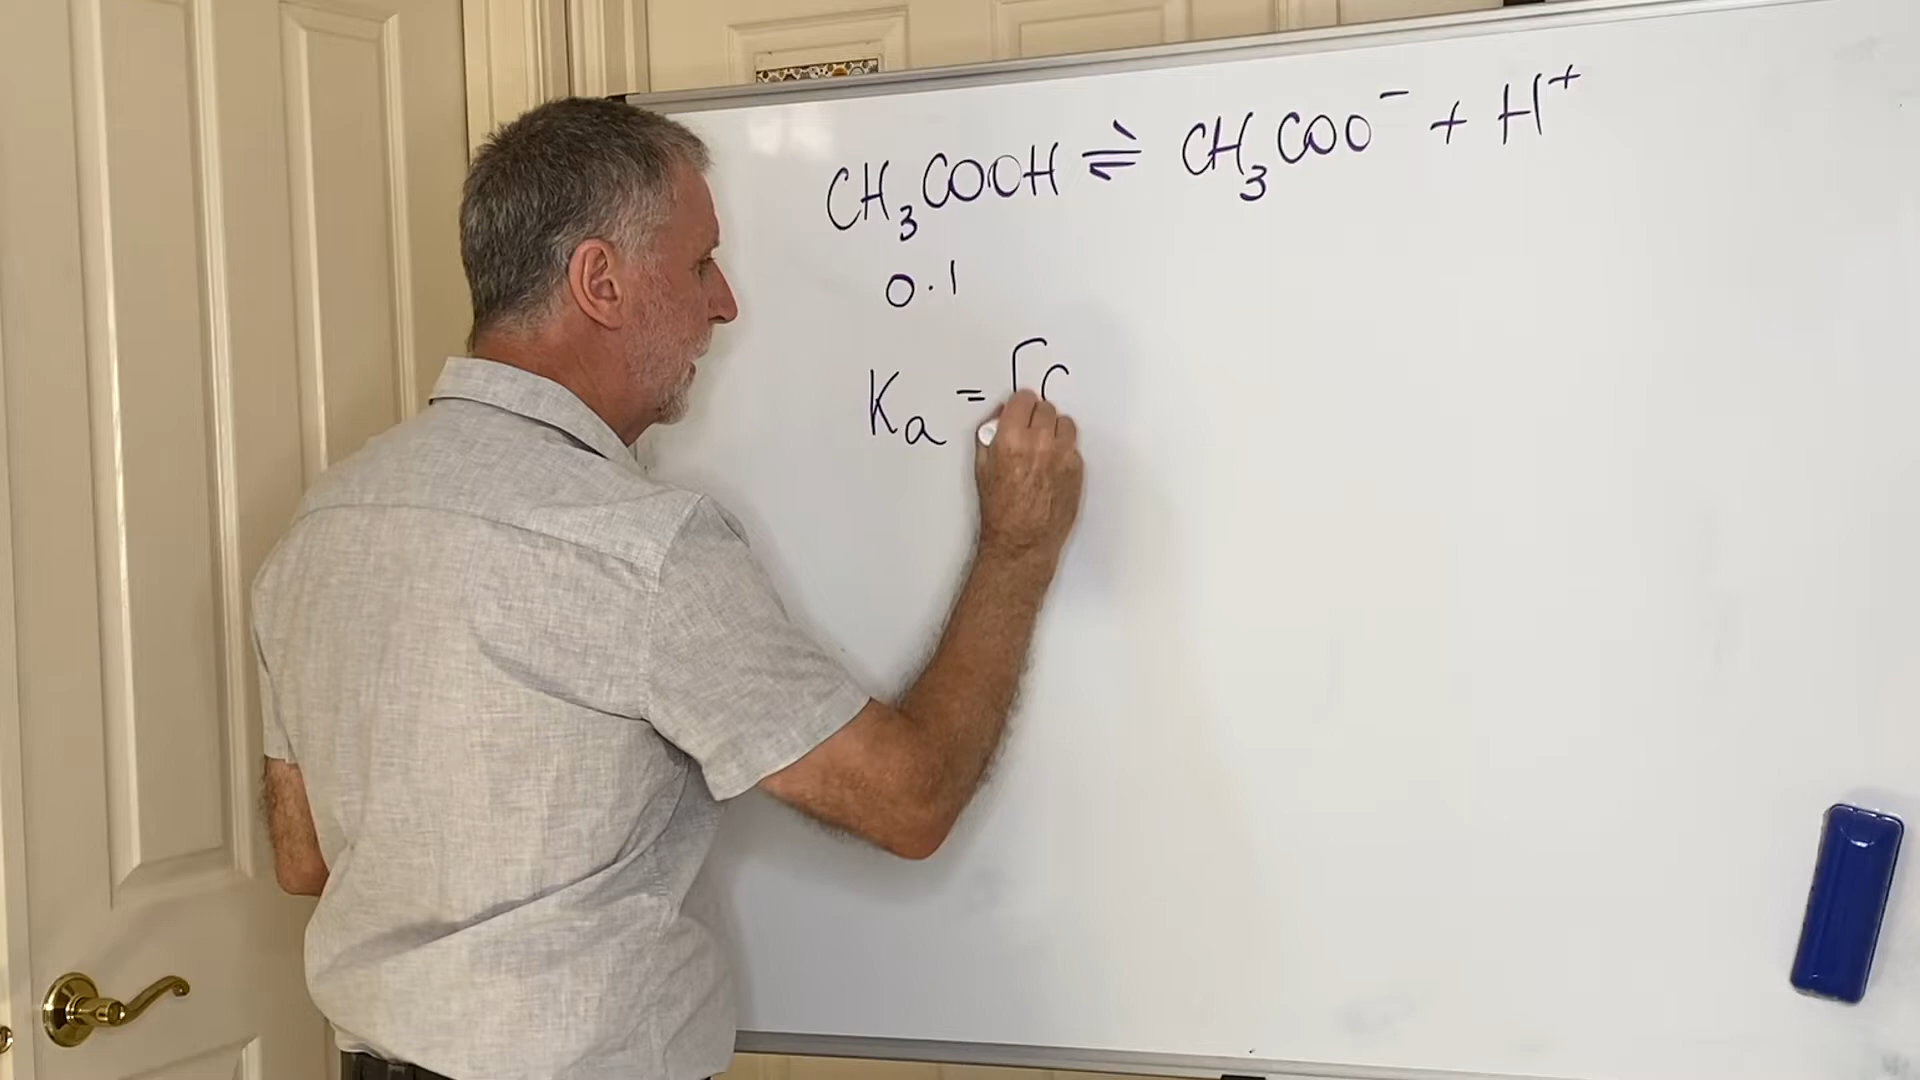 CH₃COOH ⇌ CH₃COO⁻ + H⁺
0.1
Kₐ = [C